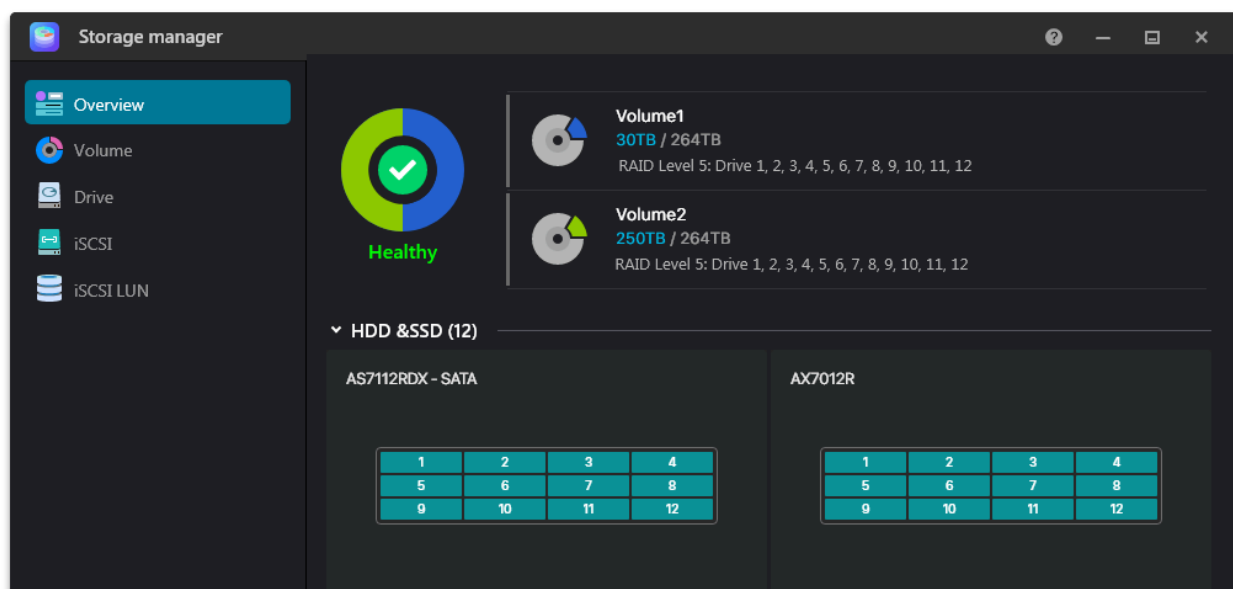 Storage manager
Overview
Volume
Drive
iSCSI
iSCSI LUN
Healthy
Volume1
30TB / 264TB
RAID Level 5: Drive 1, 2, 3, 4, 5, 6, 7, 8, 9, 10, 11, 12
Volume2
250TB / 264TB
RAID Level 5: Drive 1, 2, 3, 4, 5, 6, 7, 8, 9, 10, 11, 12
HDD &SSD (12)
AS7112RDX - SATA
1 2 3 4
5 6 7 8
9 10 11 12
AX7012R
1 2 3 4
5 6 7 8
9 10 11 12